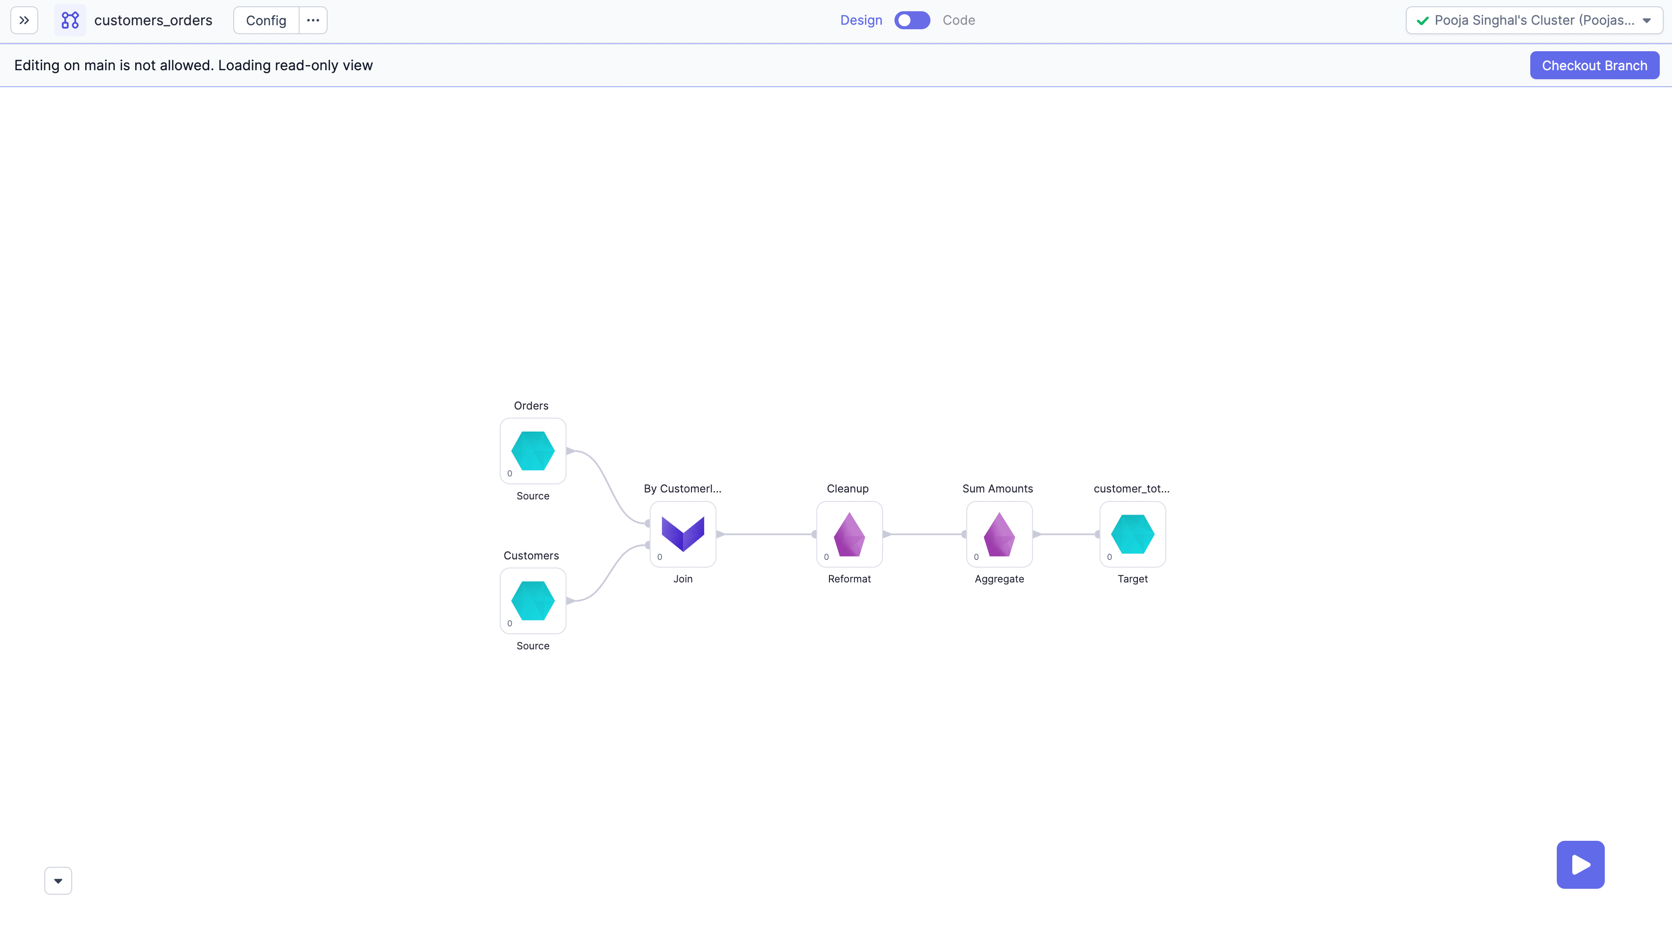 customers_orders
Config
Design
Code
Pooja Singhal's Cluster (Poojas...
Editing on main is not allowed. Loading read-only view
Checkout Branch
Orders
0
Source
Customers
0
Source
By CustomerI...
0
Join
Cleanup
0
Reformat
Sum Amounts
0
Aggregate
customer_tot...
0
Target